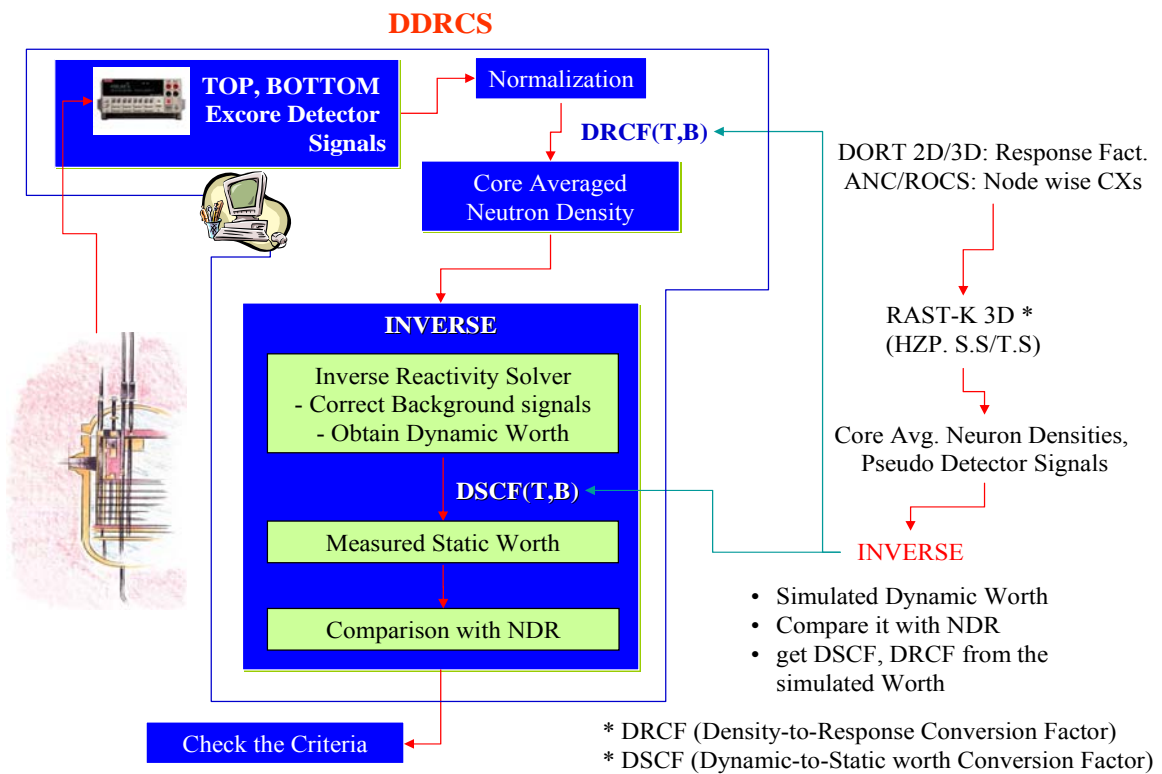 DDRCS
TOP, BOTTOM
Excore Detector
Signals
Normalization
DRCF(T,B)
Core Averaged
Neutron Density
INVERSE
Inverse Reactivity Solver
- Correct Background signals
- Obtain Dynamic Worth
DSCF(T,B)
Measured Static Worth
Comparison with NDR
Check the Criteria
DORT 2D/3D: Response Fact.
ANC/ROCS: Node wise CXs
RAST-K 3D *
(HZP. S.S/T.S)
Core Avg. Neuron Densities,
Pseudo Detector Signals
INVERSE
• Simulated Dynamic Worth
• Compare it with NDR
• get DSCF, DRCF from the
simulated Worth
* DRCF (Density-to-Response Conversion Factor)
* DSCF (Dynamic-to-Static worth Conversion Factor)